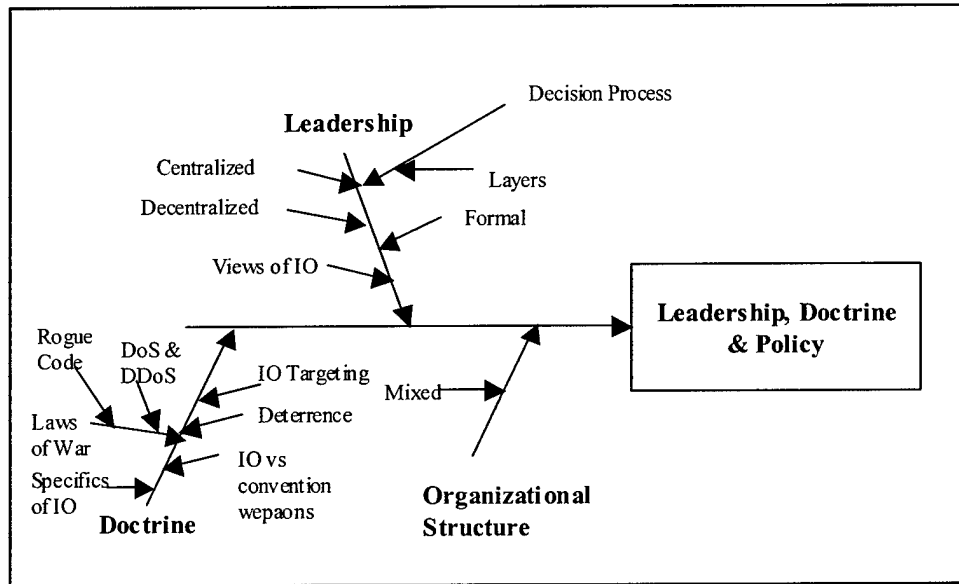 Decision Process
Leadership
Centralized
Layers
Decentralized
Formal
Views of IO
Leadership, Doctrine
& Policy
Rogue
Code
DoS &
DDoS
IO Targeting
Mixed
Deterrence
Laws
of War
IO vs
convention
wepaons
Specifics
of IO
Doctrine
Organizational
Structure